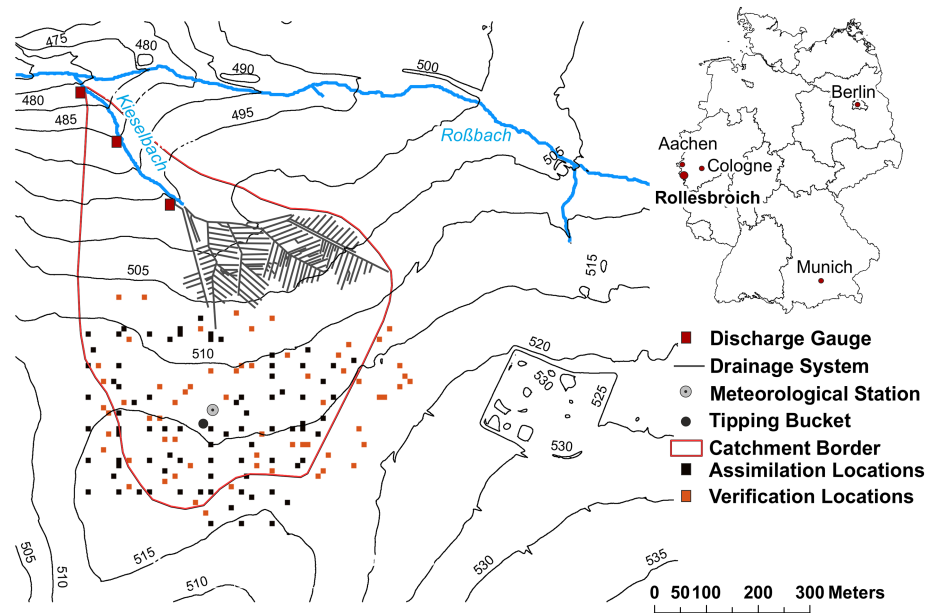 475
480
490
500
480
485
495
Kieselbach
Roßbach
505
505
515
510
520
530
525
530
515
510
505
510
530
535
Berlin
Aachen
Cologne
Rollesbroich
Munich
Discharge Gauge
Drainage System
Meteorological Station
Tipping Bucket
Catchment Border
Assimilation Locations
Verification Locations
0 50 100 200 300 Meters